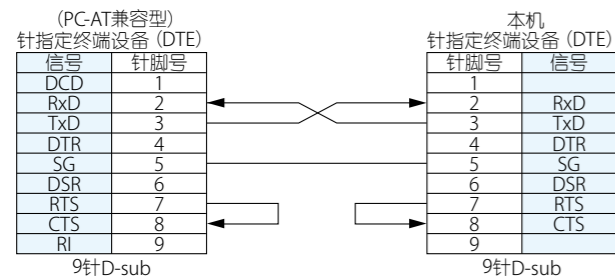 (PC-AT兼容型)
针指定终端设备 (DTE)
信号 针脚号
DCD 1
RxD 2
TxD 3
DTR 4
SG 5
DSR 6
RTS 7
CTS 8
RI 9
9针D-sub
本机
针指定终端设备 (DTE)
针脚号 信号
1
2 RxD
3 TxD
4 DTR
5 SG
6 DSR
7 RTS
8 CTS
9
9针D-sub